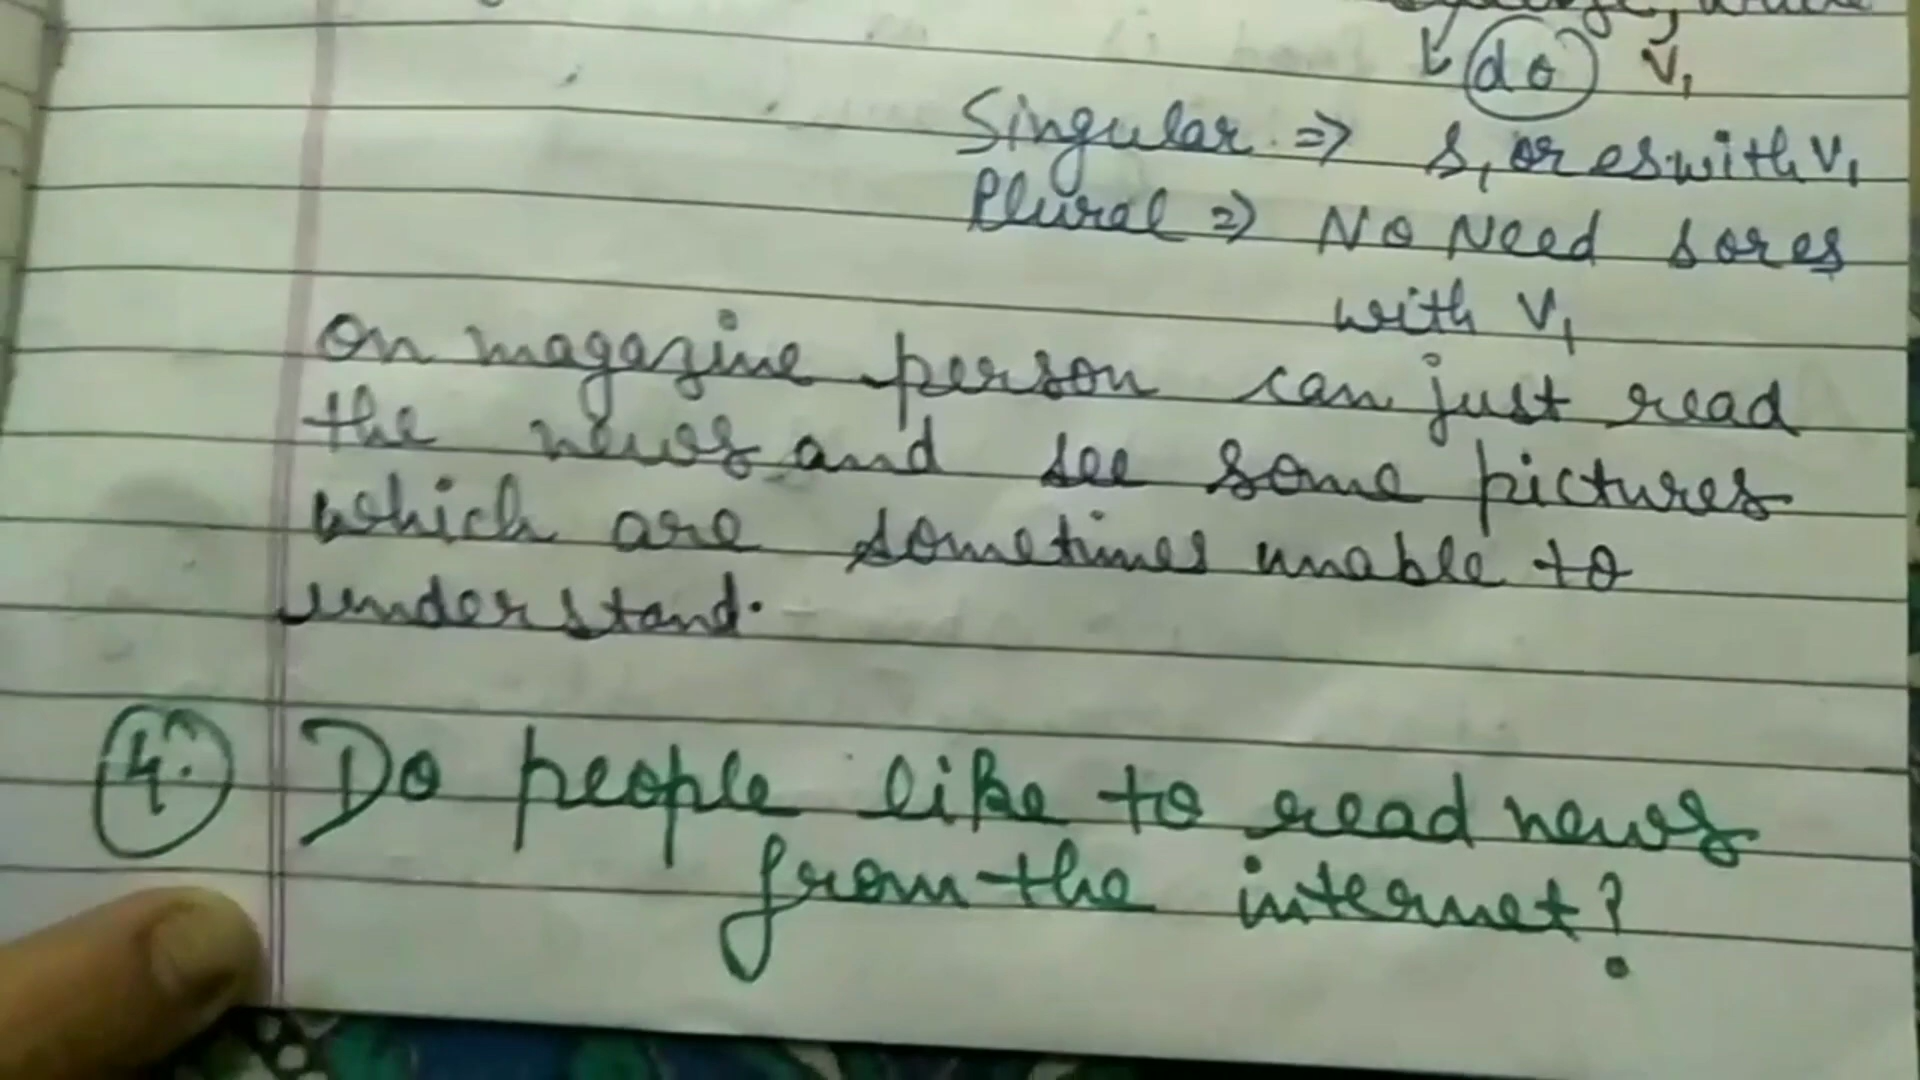 do V1
Singular => s, or es with V1
Plural => No Need s or es
with V1
on magezine person can just read
the news and see some pictures
which are sometimes unable to
understand.
4. Do people like to read news
from the internet?